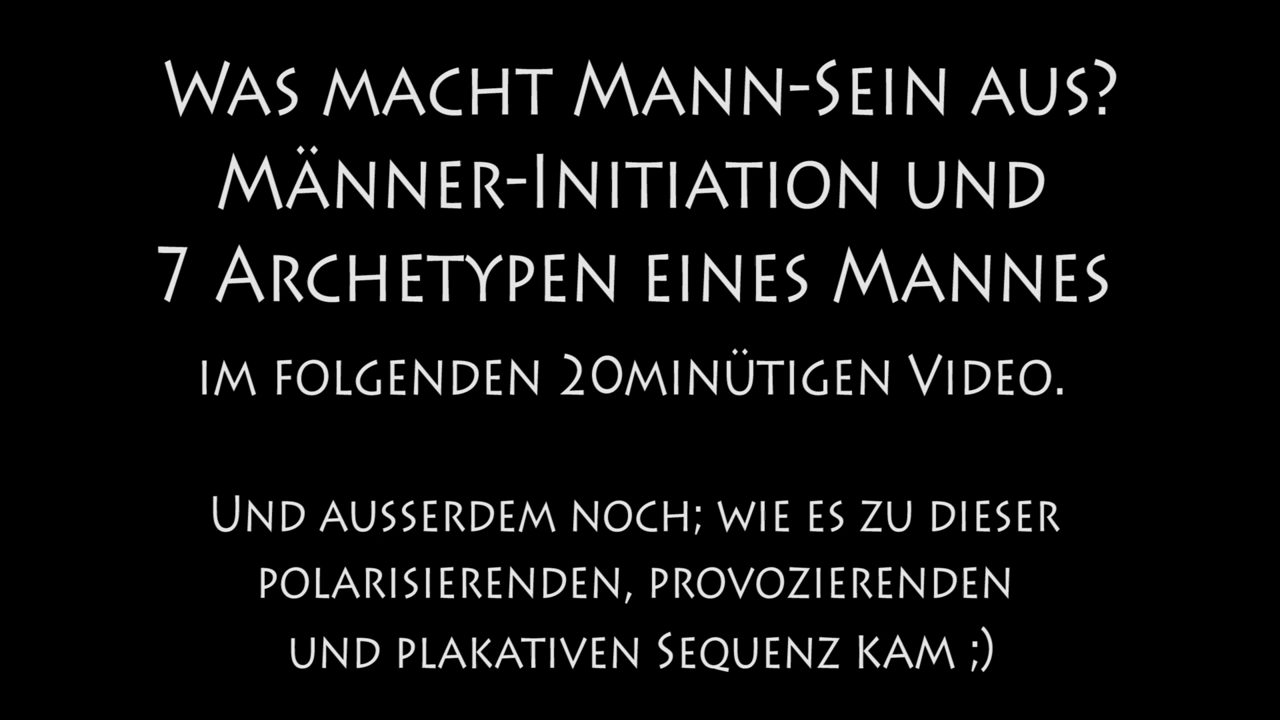 Was macht Mann-Sein aus?
Männer-Initiation und
7 Archetypen eines Mannes
im folgenden 20minütigen Video.
Und ausserdem noch; wie es zu dieser
polarisierenden, provozierenden
und plakativen Sequenz kam ;)